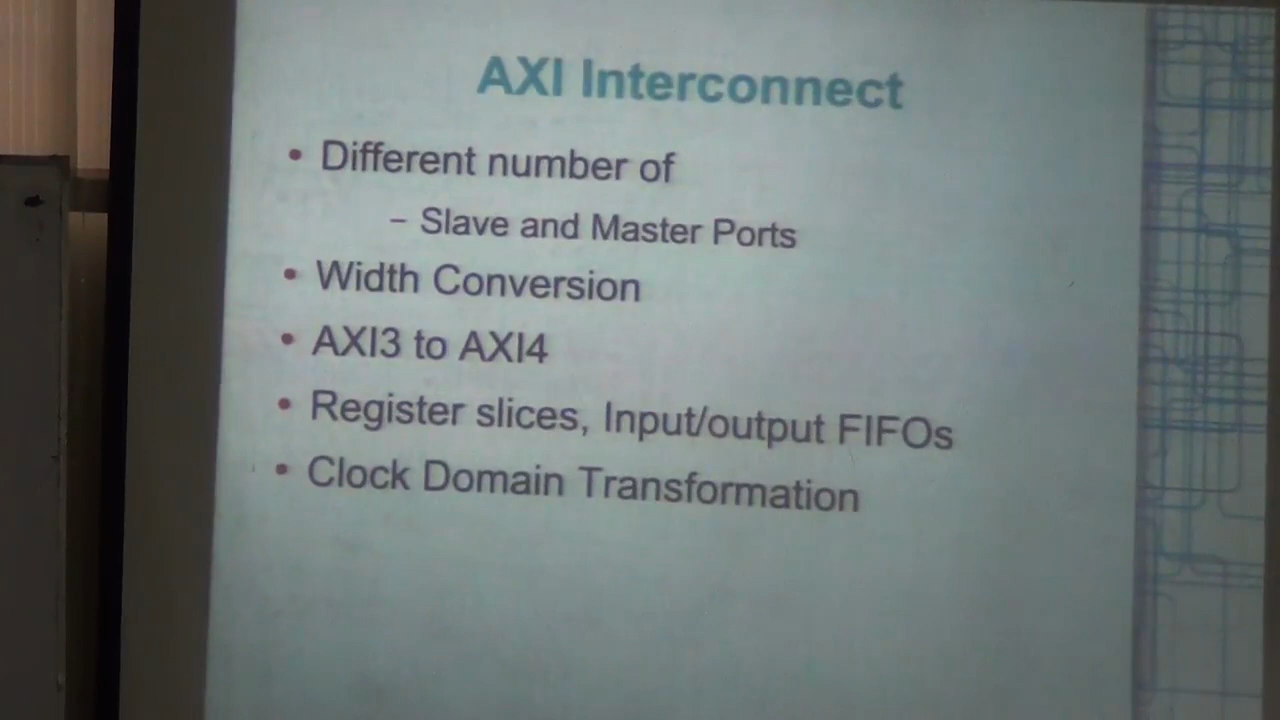 AXI Interconnect
• Different number of
– Slave and Master Ports
• Width Conversion
• AXI3 to AXI4
• Register slices, Input/output FIFOs
• Clock Domain Transformation